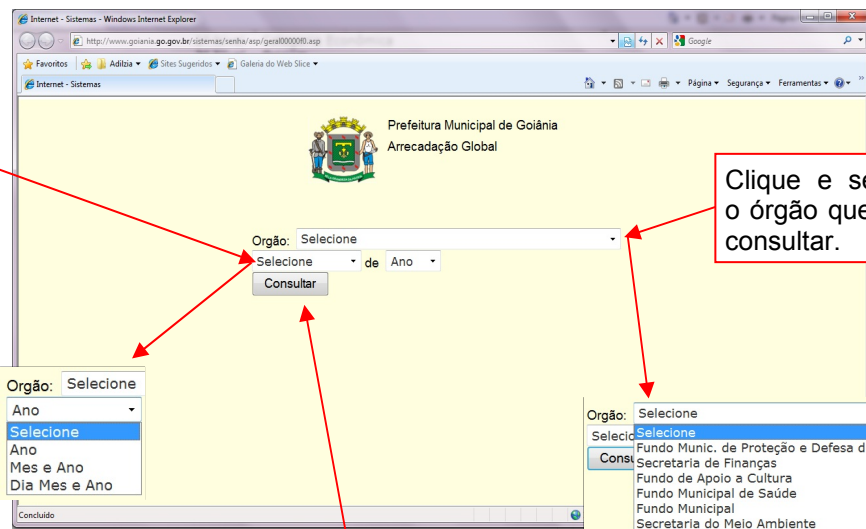 Internet - Sistemas - Windows Internet Explorer
http://www.goiania.go.gov.br/sistemas/senha/asp/geral00000f0.asp
Google
Favoritos
Adilzia
Sites Sugeridos
Galeria do Web Slice
Internet - Sistemas
Página
Segurança
Ferramentas
»
Prefeitura Municipal de Goiânia
Arrecadação Global
Clique e se
o órgão que
consultar.
Orgão: Selecione
Selecione de Ano
Consultar
Orgão: Selecione
Ano
Selecione
Ano
Mes e Ano
Dia Mes e Ano
Orgão: Selecione
Selecio
Consu
Selecione
Fundo Munic. de Proteção e Defesa d
Secretaria de Finanças
Fundo de Apoio a Cultura
Fundo Municipal de Saúde
Fundo Municipal
Secretaria do Meio Ambiente
Concluído